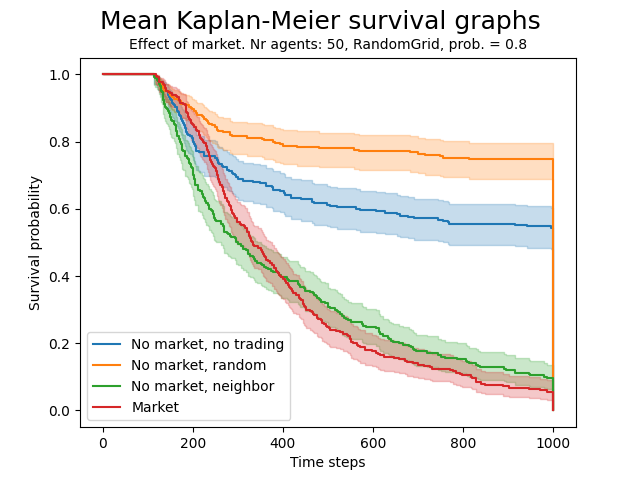 Mean Kaplan-Meier survival graphs
Effect of market. Nr agents: 50, RandomGrid, prob. = 0.8
Survival probability
1.0
0.8
0.6
0.4
0.2
0.0
No market, no trading
No market, random
No market, neighbor
Market
0 200 400 600 800 1000
Time steps